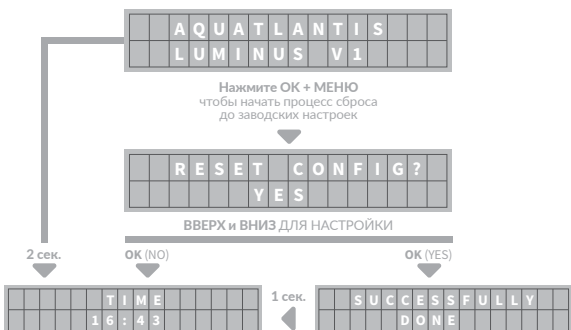 AQUATLANTIS
LUMINUS V1
Нажмите OK + МЕНЮ
чтобы начать процесс сброса
до заводских настроек
RESET CONFIG?
YES
ВВЕРХ и ВНИЗ ДЛЯ НАСТРОЙКИ
2 сек.
OK (NO)
OK (YES)
TIME
16:43
1 сек.
SUCCESSFULLY
DONE